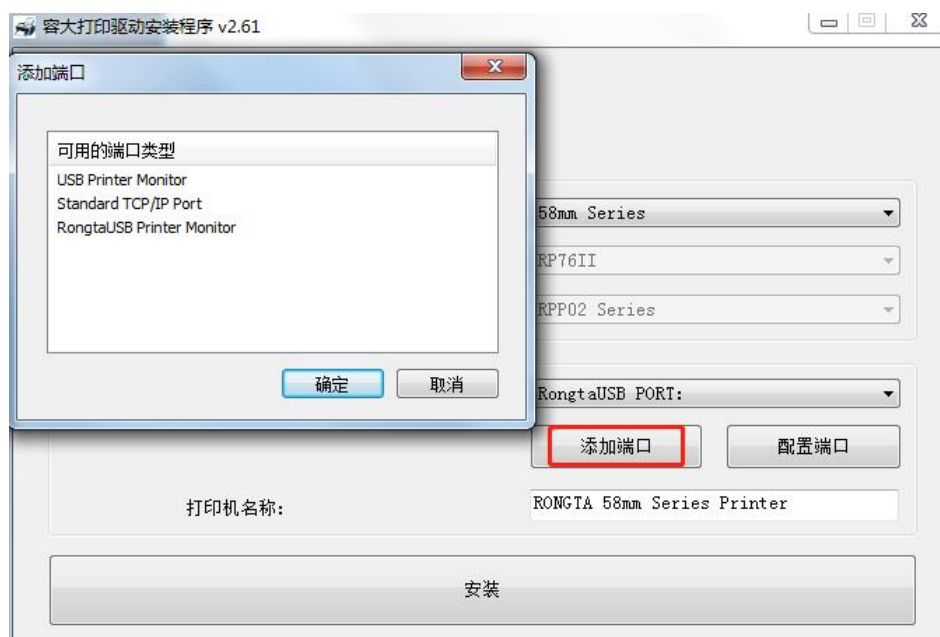 容大打印驱动安装程序 v2.61
添加端口
可用的端口类型
USB Printer Monitor
Standard TCP/IP Port
RongtaUSB Printer Monitor
确定
取消
58mm Series
RP76II
RPP02 Series
RongtaUSB PORT:
添加端口
配置端口
打印机名称:
RONGTA 58mm Series Printer
安装